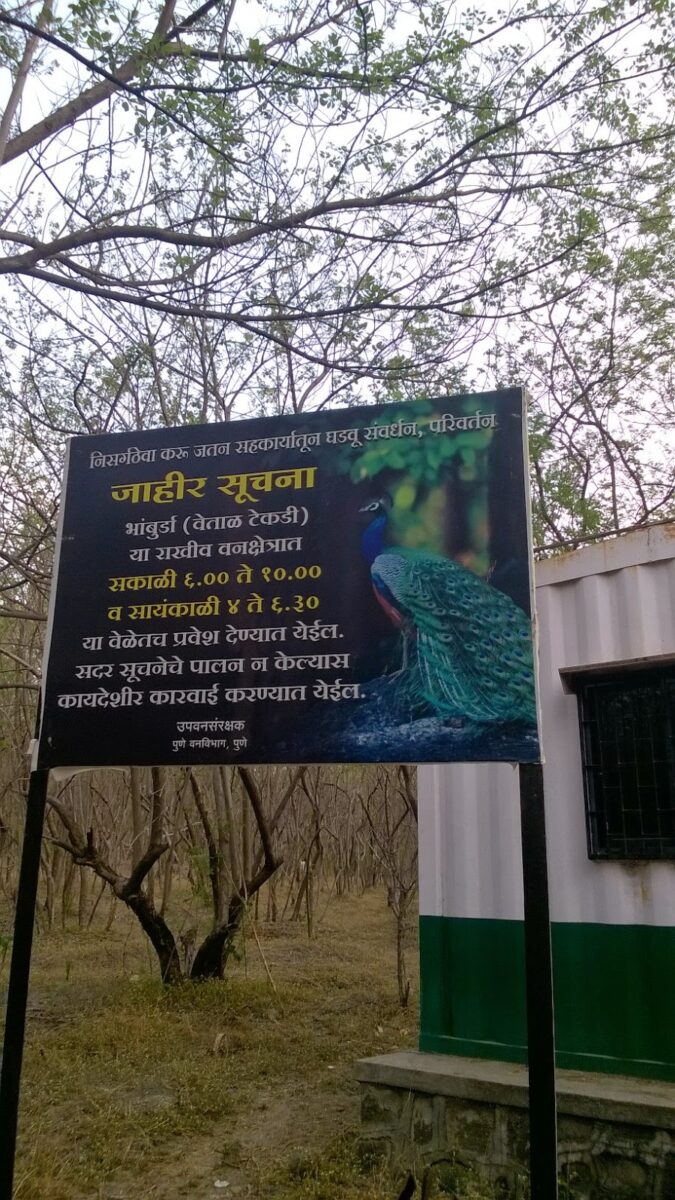 निसर्गठेवा करू जतन सहकार्यातून घडवू संवर्धन, परिवर्तन
जाहीर सूचना
भांबुर्डा (वेताळ टेकडी)
या राखीव वनक्षेत्रात
सकाळी ६.०० ते १०.००
व सायंकाळी ४ ते ६.३०
या वेळेतच प्रवेश देण्यात येईल.
सदर सूचनेचे पालन न केल्यास
कायदेशीर कारवाई करण्यात येईल.
उपवनसंरक्षक
पुणे वनविभाग, पुणे